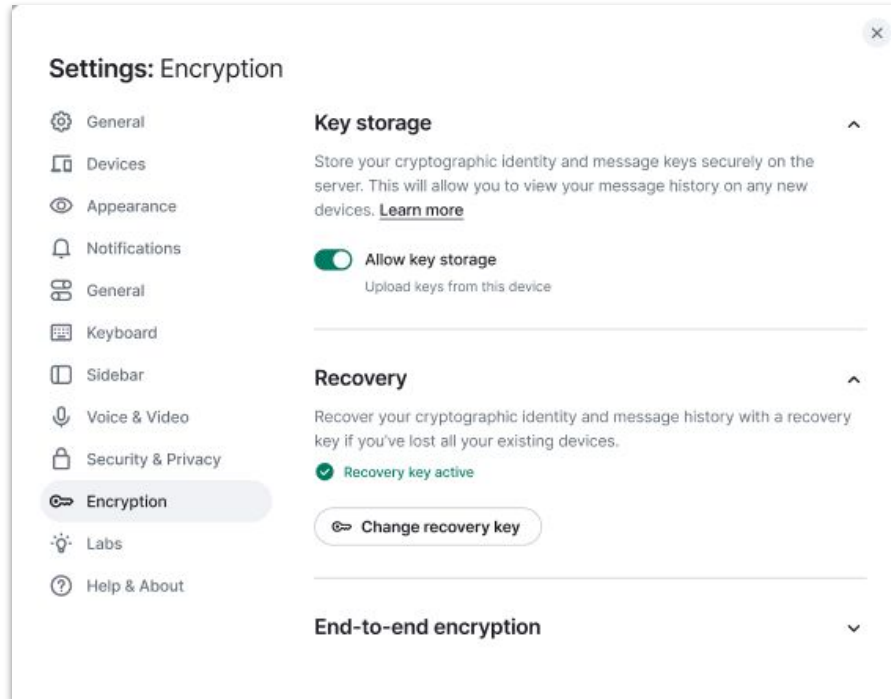 Settings: Encryption
General
Devices
Appearance
Notifications
General
Keyboard
Sidebar
Voice & Video
Security & Privacy
Encryption
Labs
Help & About
Key storage
Store your cryptographic identity and message keys securely on the
server. This will allow you to view your message history on any new
devices. Learn more
Allow key storage
Upload keys from this device
Recovery
Recover your cryptographic identity and message history with a recovery
key if you've lost all your existing devices.
Recovery key active
Change recovery key
End-to-end encryption